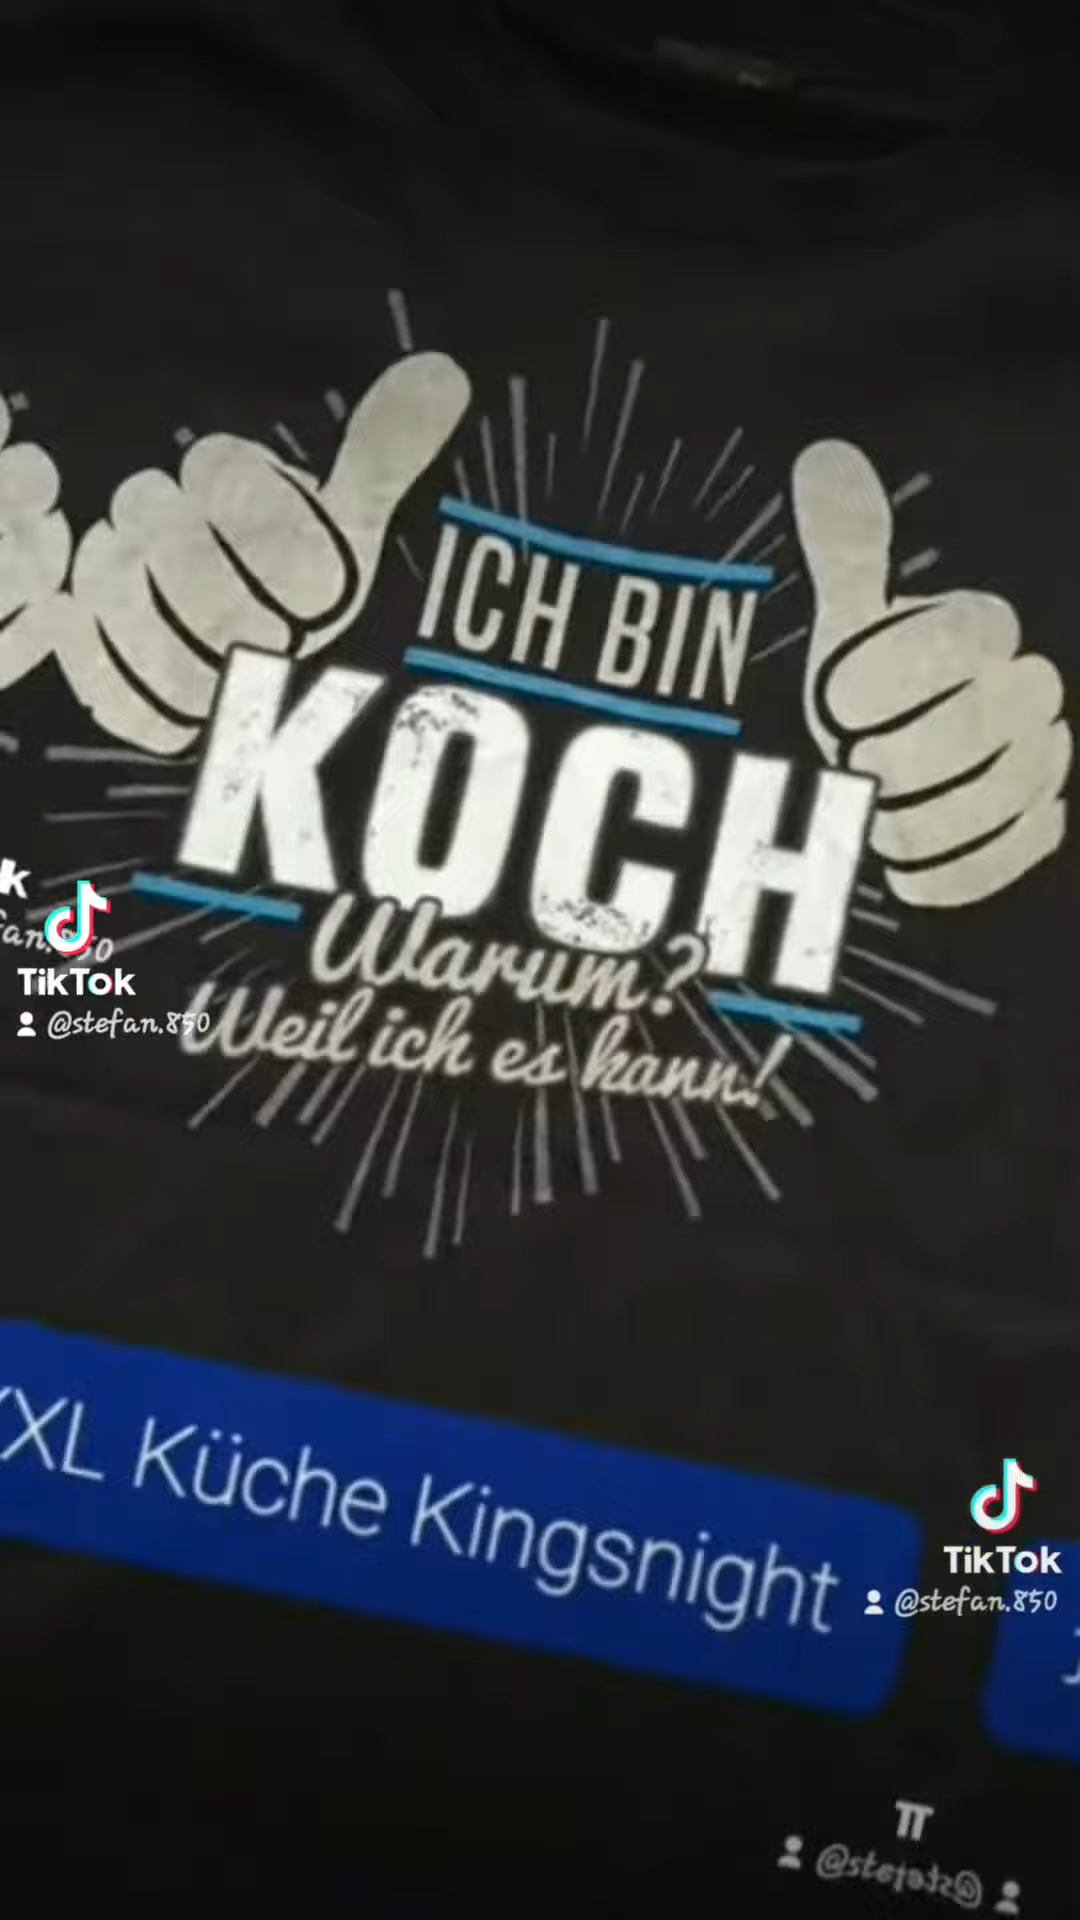 ICH BIN
KOCH
Warum?
Weil ich es kann!
TikTok
@stefan.850
XL Küche Kingsnight
TikTok
@stefan.850